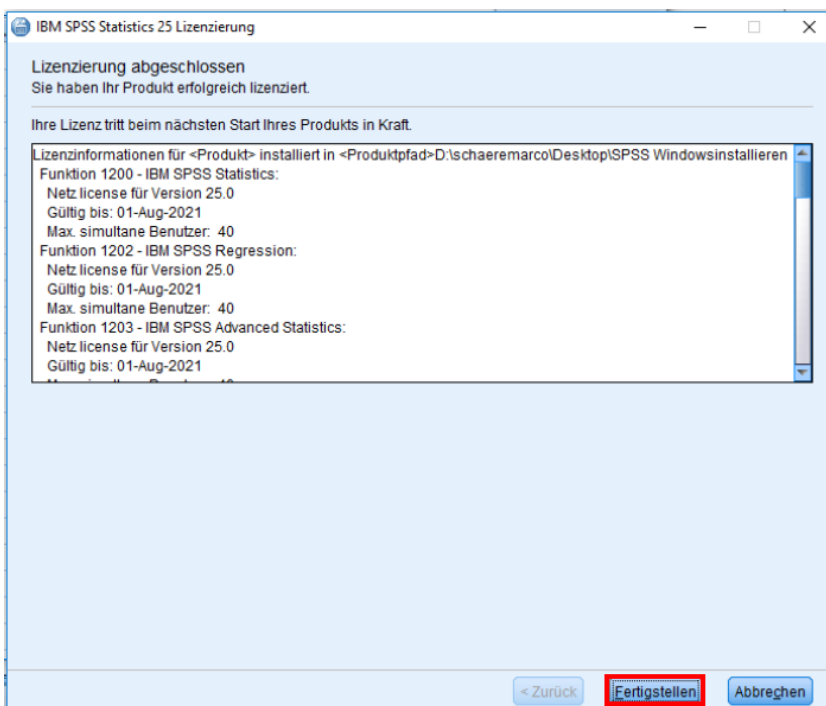 IBM SPSS Statistics 25 Lizenzierung
Lizenzierung abgeschlossen
Sie haben Ihr Produkt erfolgreich lizenziert.
Ihre Lizenz tritt beim nächsten Start Ihres Produkts in Kraft.
Lizenzinformationen für <Produkt> installiert in <Produktpfad>D:\schaeremarco\Desktop\SPSS Windowsinstallieren
Funktion 1200 - IBM SPSS Statistics:
Netz license für Version 25.0
Gültig bis: 01-Aug-2021
Max. simultane Benutzer: 40
Funktion 1202 - IBM SPSS Regression:
Netz license für Version 25.0
Gültig bis: 01-Aug-2021
Max. simultane Benutzer: 40
Funktion 1203 - IBM SPSS Advanced Statistics:
Netz license für Version 25.0
Gültig bis: 01-Aug-2021
< Zurück Fertigstellen Abbrechen